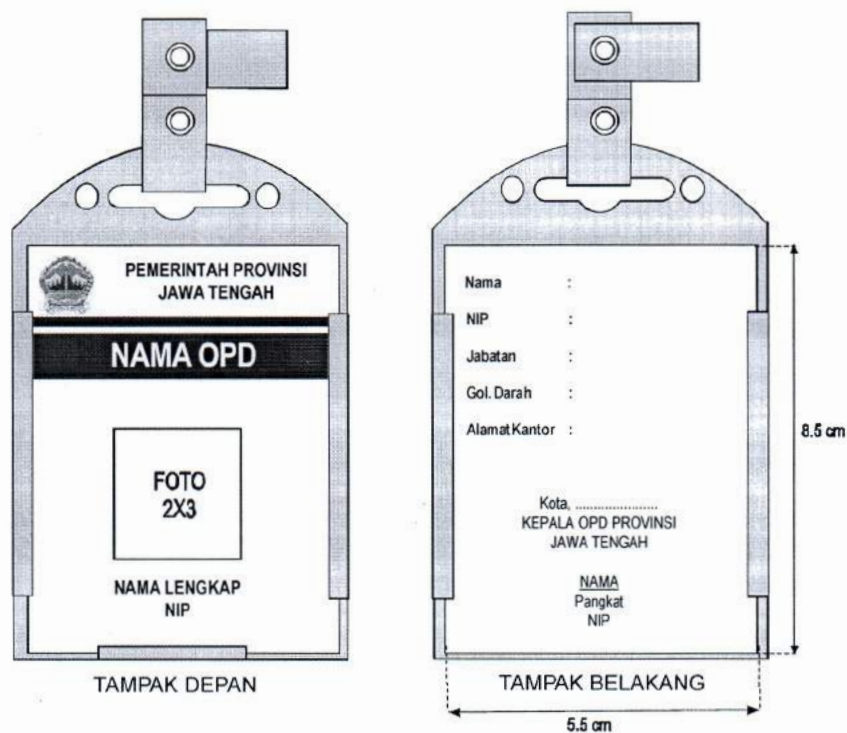 PEMERINTAH PROVINSI
JAWA TENGAH
NAMA OPD
FOTO
2X3
NAMA LENGKAP
NIP
TAMPAK DEPAN
Nama :
NIP :
Jabatan :
Gol. Darah :
Alamat Kantor :
Kota, ......................
KEPALA OPD PROVINSI
JAWA TENGAH
NAMA
Pangkat
NIP
8.5 cm
TAMPAK BELAKANG
5.5 cm